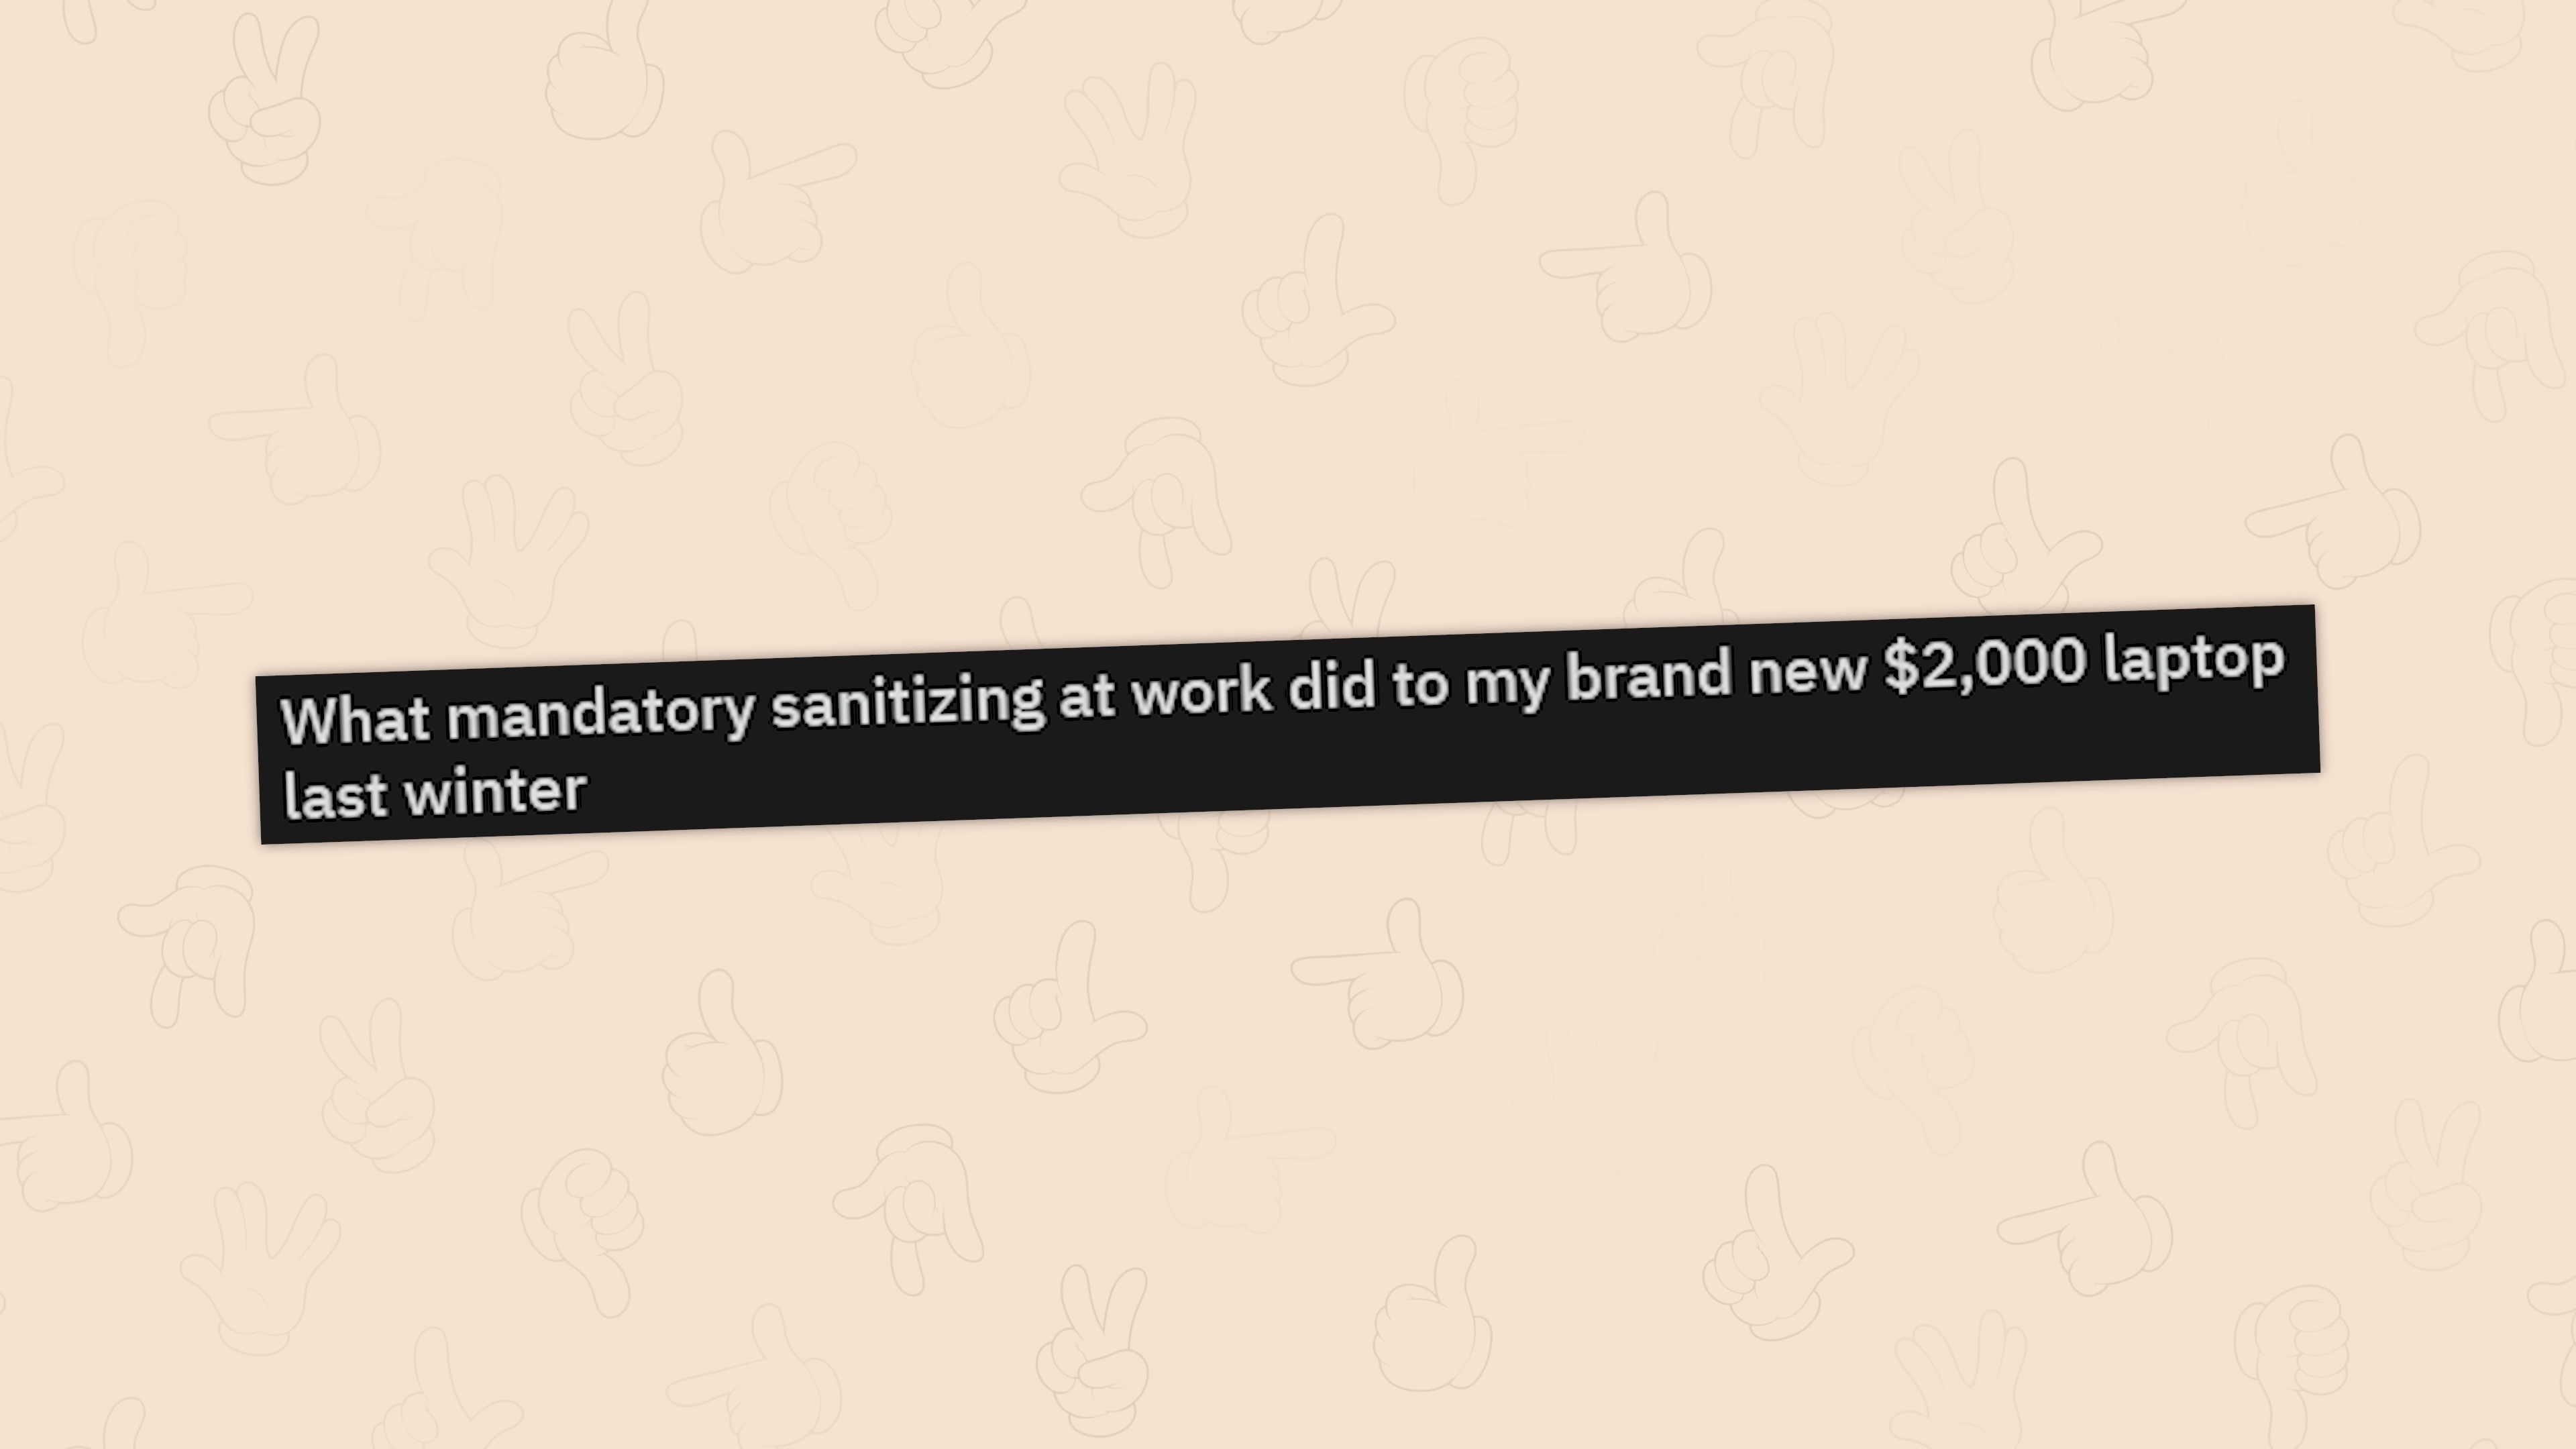 What mandatory sanitizing at work did to my brand new $2,000 laptop
last winter